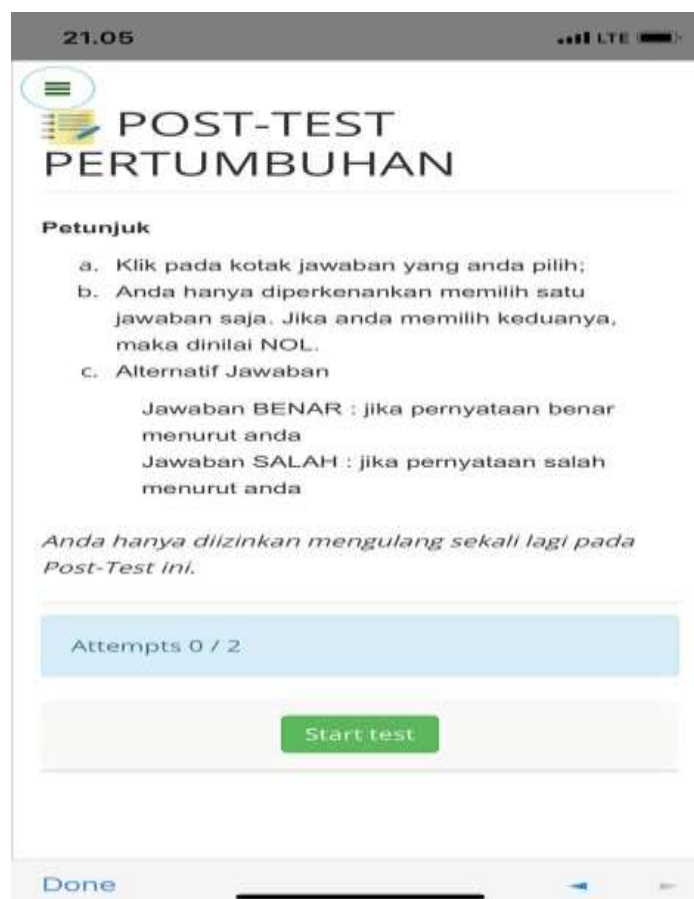 21.05
LTE
POST-TEST
PERTUMBUHAN
Petunjuk
a. Klik pada kotak jawaban yang anda pilih;
b. Anda hanya diperkenankan memilih satu
jawaban saja. Jika anda memilih keduanya,
maka dinilai NOL.
c. Alternatif Jawaban
Jawaban BENAR : jika pernyataan benar
menurut anda
Jawaban SALAH : jika pernyataan salah
menurut anda
Anda hanya diizinkan mengulang sekali lagi pada
Post-Test ini.
Attempts 0 / 2
Start test
Done